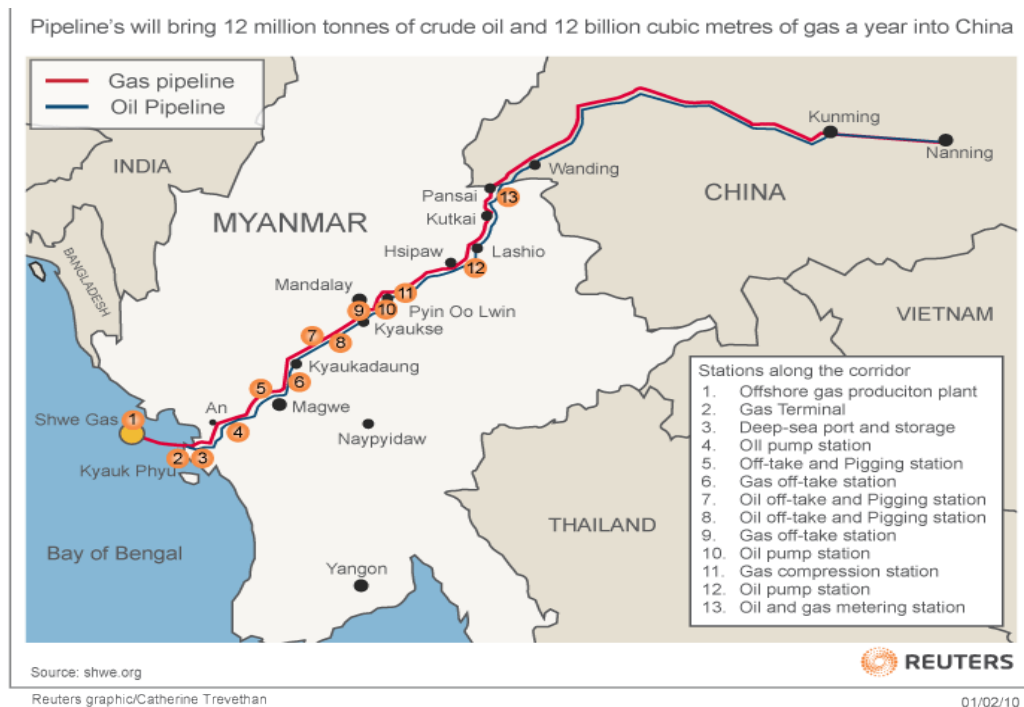 Pipeline's will bring 12 million tonnes of crude oil and 12 billion cubic metres of gas a year into China
Gas pipeline
Oil Pipeline
INDIA
BANGLADESH
MYANMAR
CHINA
VIETNAM
THAILAND
Kunming
Nanning
Wanding
Pansai
13
Kutkai
Hsipaw
Lashio
12
Mandalay
11
9
10
Pyin Oo Lwin
Kyaukse
7
8
Kyaukadaung
5
6
Magwe
An
4
Naypyidaw
Shwe Gas
1
2
3
Kyauk Phyu
Bay of Bengal
Yangon
Stations along the corridor
1. Offshore gas produciton plant
2. Gas Terminal
3. Deep-sea port and storage
4. OIl pump station
5. Off-take and Pigging station
6. Gas off-take station
7. Oil off-take and Pigging station
8. Oil off-take and Pigging station
9. Gas off-take station
10. Oil pump station
11. Gas compression station
12. Oil pump station
13. Oil and gas metering station
Source: shwe.org
REUTERS
Reuters graphic/Catherine Trevethan
01/02/10